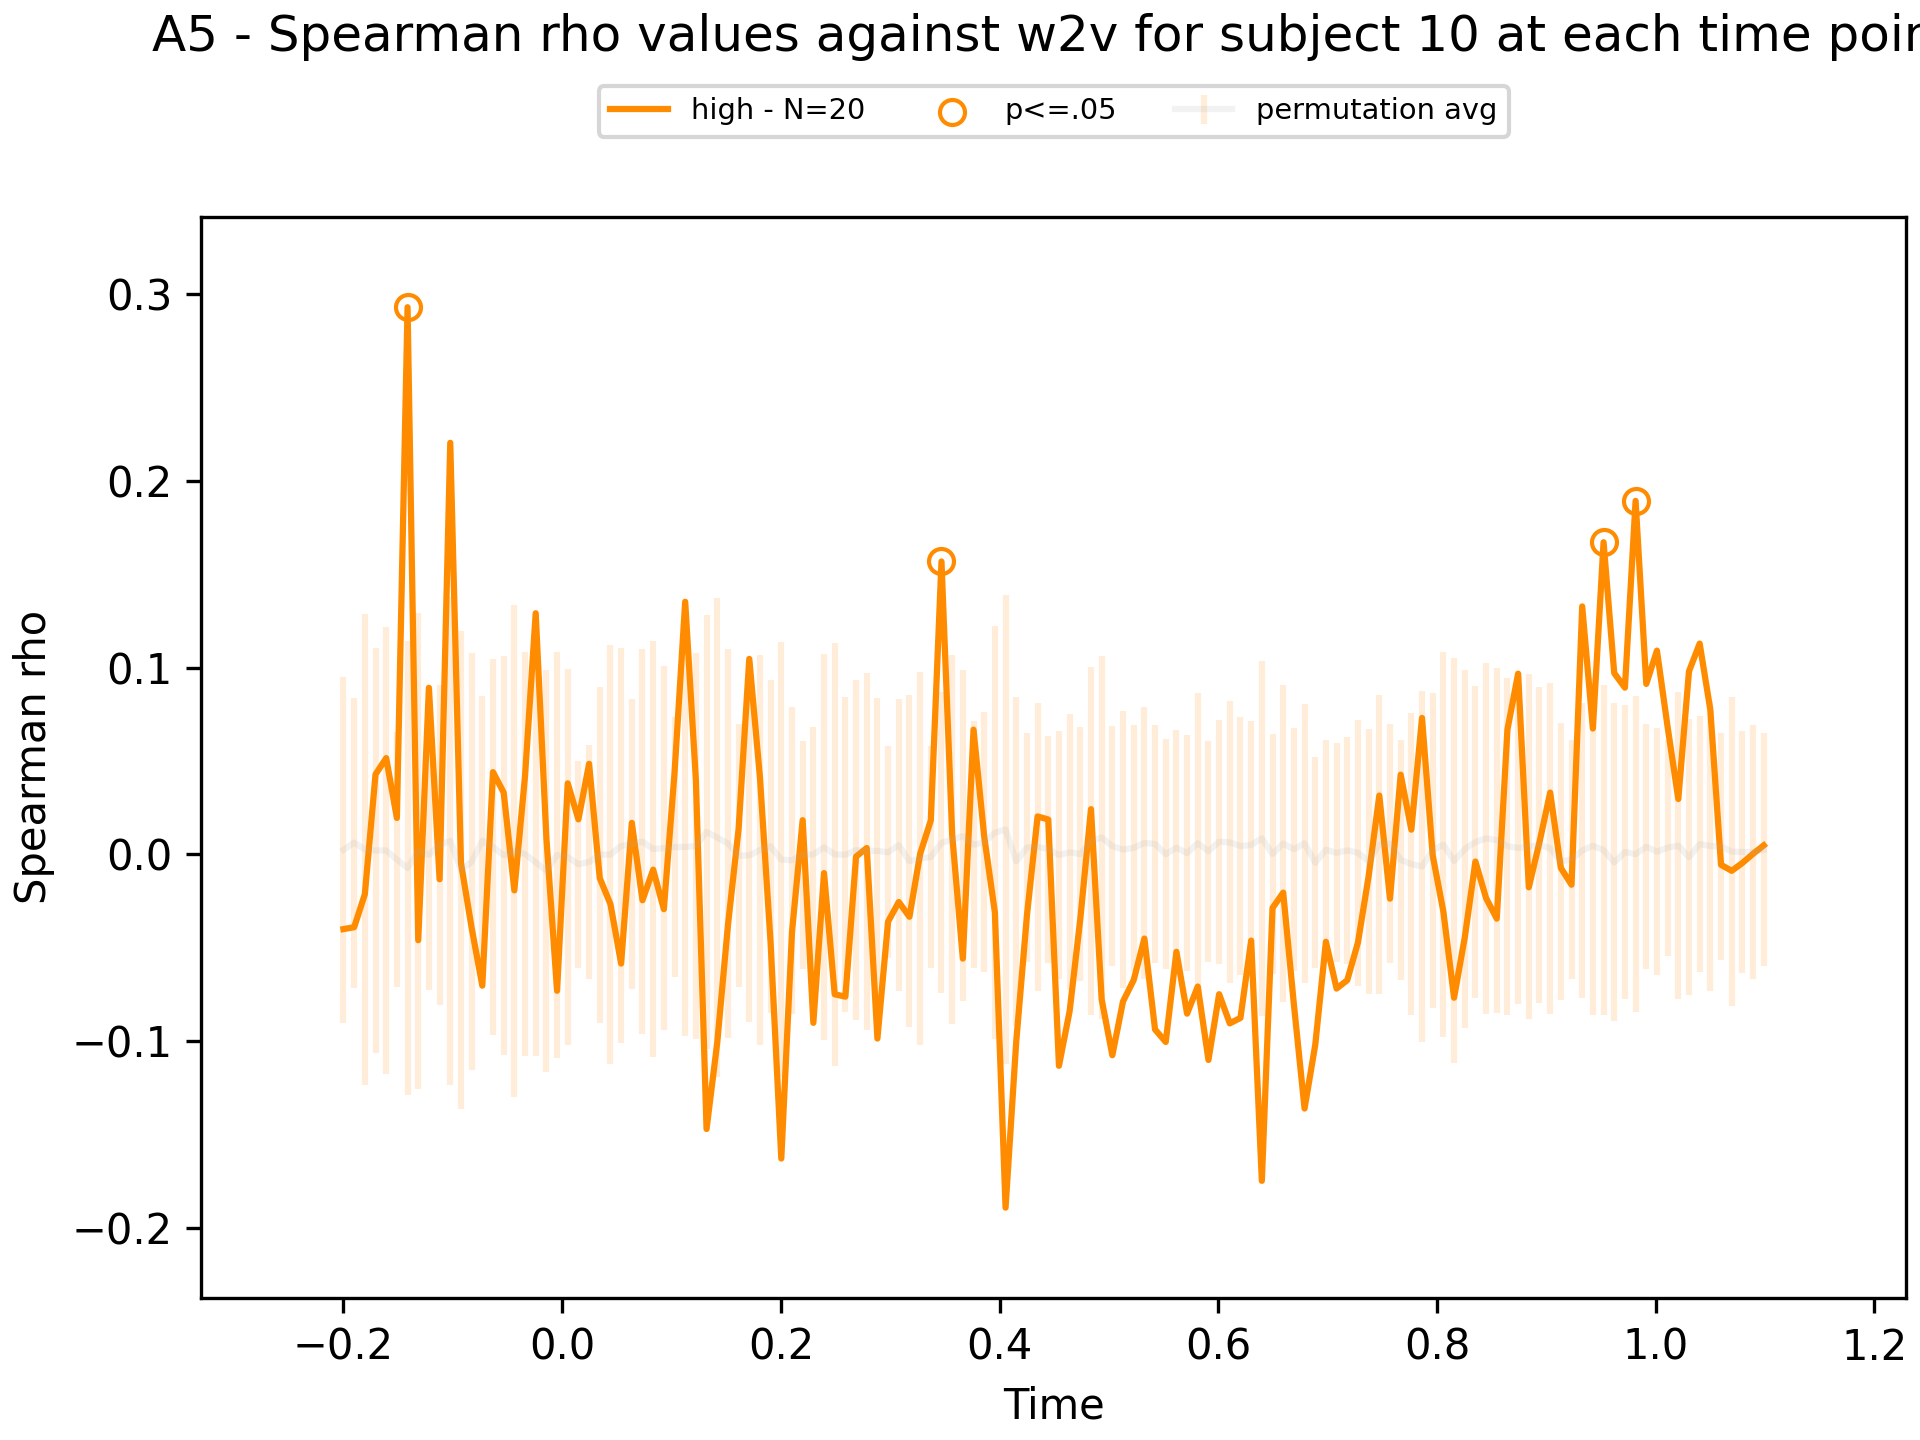 A5 - Spearman rho values against w2v for subject 10 at each time
high - N=20 p<=.05 permutation avg
0.3
0.2
0.1
0.0
−0.1
−0.2
Spearman rho
−0.2 0.0 0.2 0.4 0.6 0.8 1.0 1.2
Time